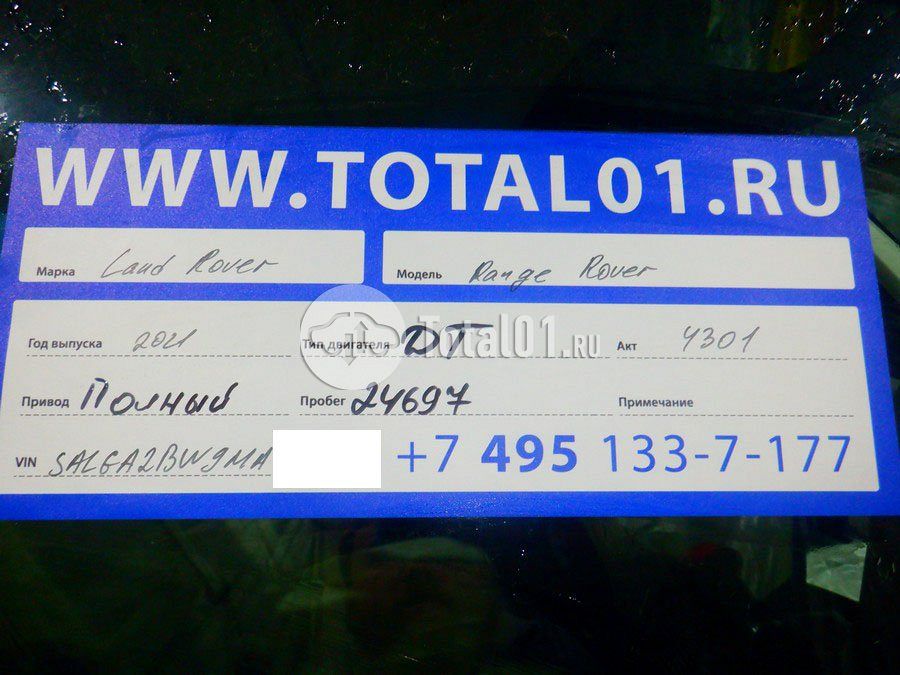 WWW.TOTAL01.RU
Марка Land Rover Модель Range Rover
Год выпуска 2021 Тип двигателя DT Акт 4301
Total01.RU
Привод Полный Пробег 24697 Примечание
VIN SALGA2BW9MA +7 495 133-7-177